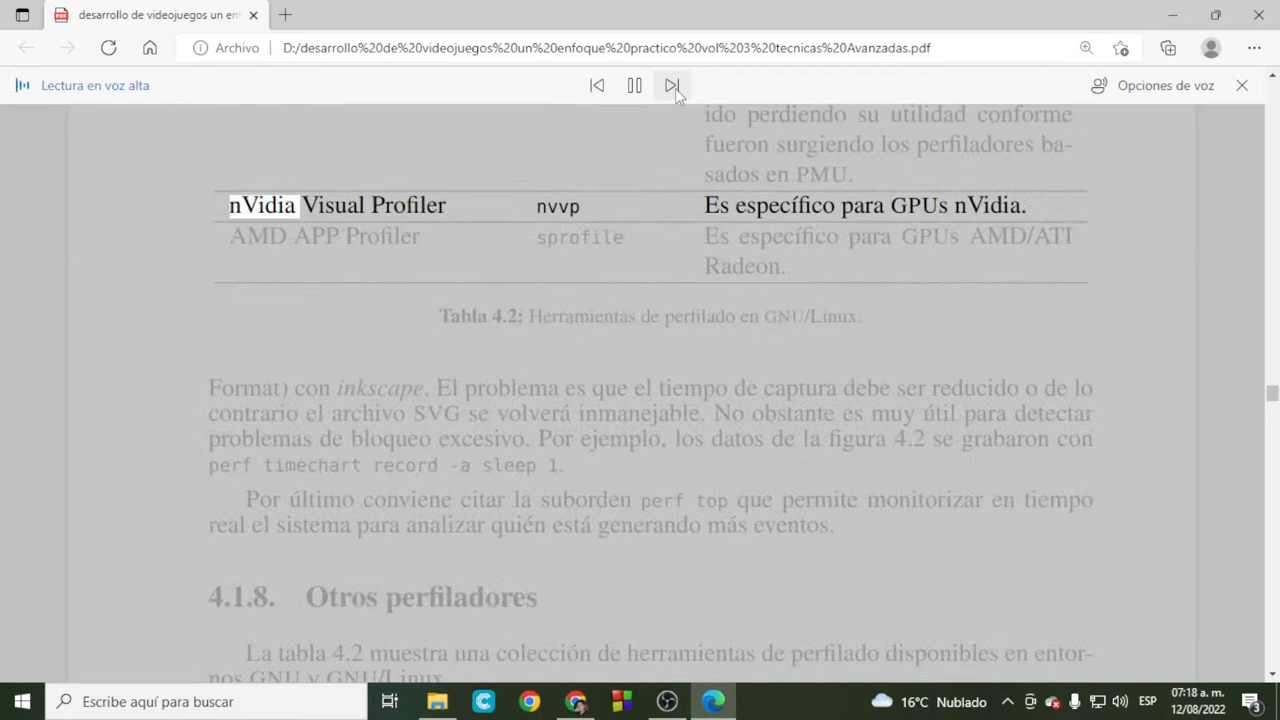 desarrollo de videojuegos un en
Archivo
D:/desarrollo%20de%20videojuegos%20un%20enfoque%20practico%20vol%203%20tecnicas%20Avanzadas.pdf
Lectura en voz alta
Opciones de voz
ido perdiendo su utilidad conforme
fueron surgiendo los perfiladores ba-
sados en PMU.
nVidia Visual Profiler nvvp Es específico para GPUs nVidia.
AMD APP Profiler sprofile Es específico para GPUs AMD/ATI
Radeon.
Tabla 4.2: Herramientas de perfilado en GNU/Linux.
Format) con inkscape. El problema es que el tiempo de captura debe ser reducido o de lo
contrario el archivo SVG se volverá inmanejable. No obstante es muy útil para detectar
problemas de bloqueo excesivo. Por ejemplo, los datos de la figura 4.2 se grabaron con
perf timechart record -a sleep 1.
Por último conviene citar la suborden perf top que permite monitorizar en tiempo
real el sistema para analizar quién está generando más eventos.
4.1.8. Otros perfiladores
La tabla 4.2 muestra una colección de herramientas de perfilado disponibles en entor-
nos GNU y GNU/Linux.
Escribe aquí para buscar
16°C Nublado
ESP
07:18 a. m.
12/08/2022
3